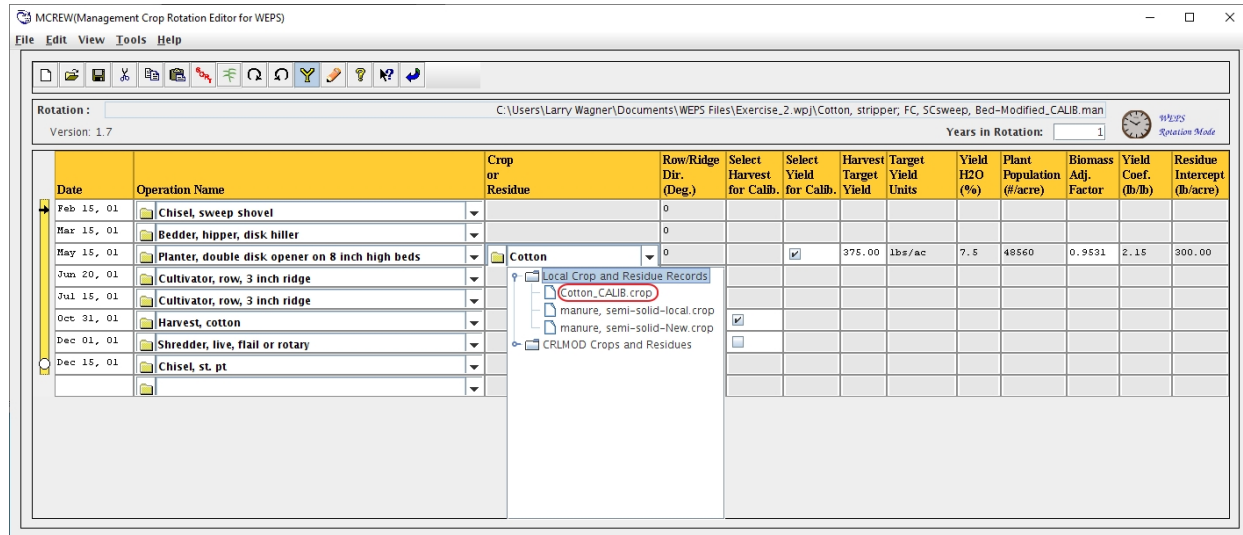 MCREW(Management Crop Rotation Editor for WEPS)
File Edit View Tools Help
Rotation : C:\Users\Larry Wagner\Documents\WEPS Files\Exercise_2.wpj\Cotton, stripper; FC, SCsweep, Bed-Modified_CALIB.man
Version: 1.7 Years in Rotation: 1 WEPS
Rotation Mode
Date Operation Name Crop or Residue Row/Ridge Dir. (Deg.) Select Harvest for Calib. Select Yield for Calib. Harvest Target Yield Target Yield Units Yield H2O (%) Plant Population (#/acre) Biomass Adj. Factor Yield Coef. (lb/lb) Residue Intercept (lb/acre)
Feb 15, 01 Chisel, sweep shovel 0
Mar 15, 01 Bedder, hipper, disk hiller 0
May 15, 01 Planter, double disk opener on 8 inch high beds Cotton 0 375.00 lbs/ac 7.5 48560 0.9531 2.15 300.00
Jun 20, 01 Cultivator, row, 3 inch ridge Local Crop and Residue Records
Cotton_CALIB.crop
Jul 15, 01 Cultivator, row, 3 inch ridge manure, semi-solid-local.crop
Oct 31, 01 Harvest, cotton manure, semi-solid-New.crop
Dec 01, 01 Shredder, live, flail or rotary CRLMOD Crops and Residues
Dec 15, 01 Chisel, st. pt